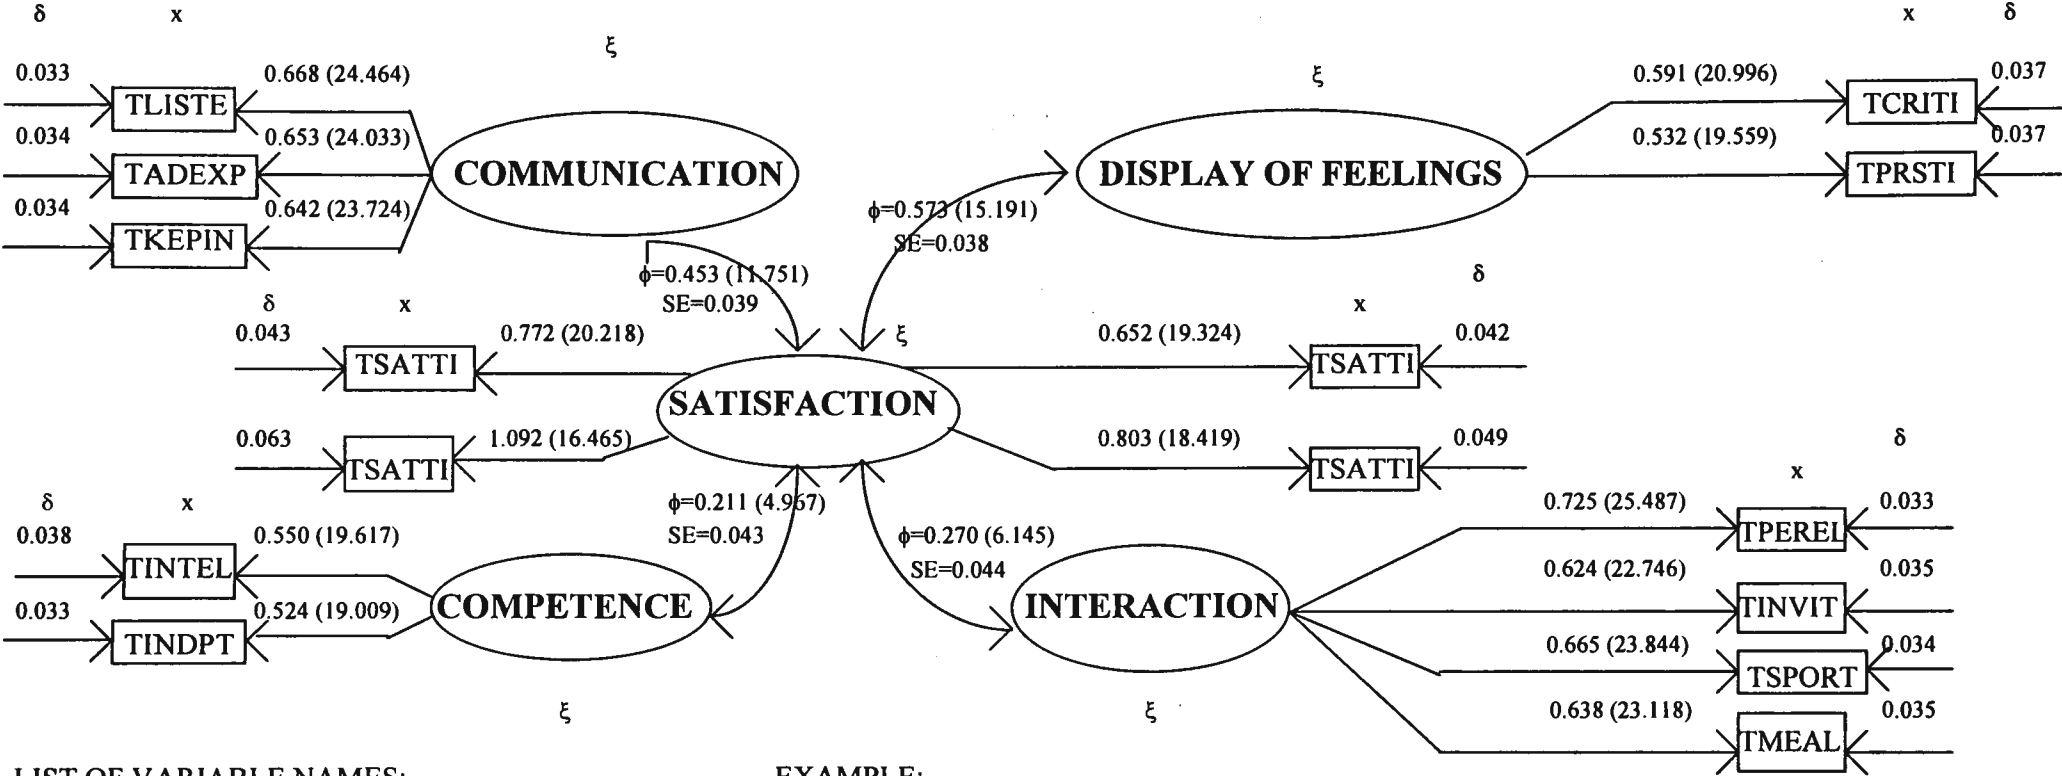 δ x
ξ
0.033 0.668 (24.464)
TLISTE
0.034 0.653 (24.033)
TADEXP
0.034 0.642 (23.724)
TKEPIN
COMMUNICATION
ξ
x δ
0.591 (20.996) 0.037
TCRITI
0.532 (19.559) 0.037
TPRSTI
DISPLAY OF FEELINGS
ϕ=0.573 (15.191)
SE=0.038
ϕ=0.453 (11.751)
SE=0.039
δ x
0.043 0.772 (20.218)
TSATTI
0.063 1.092 (16.465)
TSATTI
ξ
SATISFACTION
δ
x
0.652 (19.324) 0.042
TSATTI
0.803 (18.419) 0.049
TSATTI
ϕ=0.211 (4.967)
SE=0.043
ϕ=0.270 (6.145)
SE=0.044
δ x
0.038 0.550 (19.617)
TINTEL
0.033 0.524 (19.009)
TINDPT
COMPETENCE
ξ
INTERACTION
ξ
δ
x
0.725 (25.487) 0.033
TPEREL
0.624 (22.746) 0.035
TINVIT
0.665 (23.844) 0.034
TSPORT
0.638 (23.118) 0.035
TMEAL
LIST OF VARIABLE NAMES: EXAMPLE: